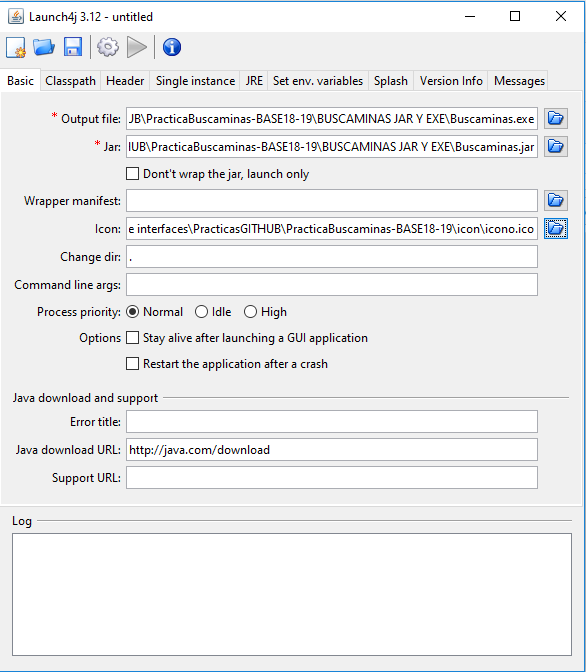 Launch4j 3.12 - untitled
Basic Classpath Header Single instance JRE Set env. variables Splash Version Info Messages
* Output file: JB\PracticaBuscaminas-BASE18-19\BUSCAMINAS JAR Y EXE\Buscaminas.exe
* Jar: IUB\PracticaBuscaminas-BASE18-19\BUSCAMINAS JAR Y EXE\Buscaminas.jar
Dont't wrap the jar, launch only
Wrapper manifest:
Icon: e interfaces\PracticasGITHUB\PracticaBuscaminas-BASE18-19\icon\icono.ico
Change dir: .
Command line args:
Process priority: Normal Idle High
Options Stay alive after launching a GUI application
Restart the application after a crash
Java download and support
Error title:
Java download URL: http://java.com/download
Support URL:
Log